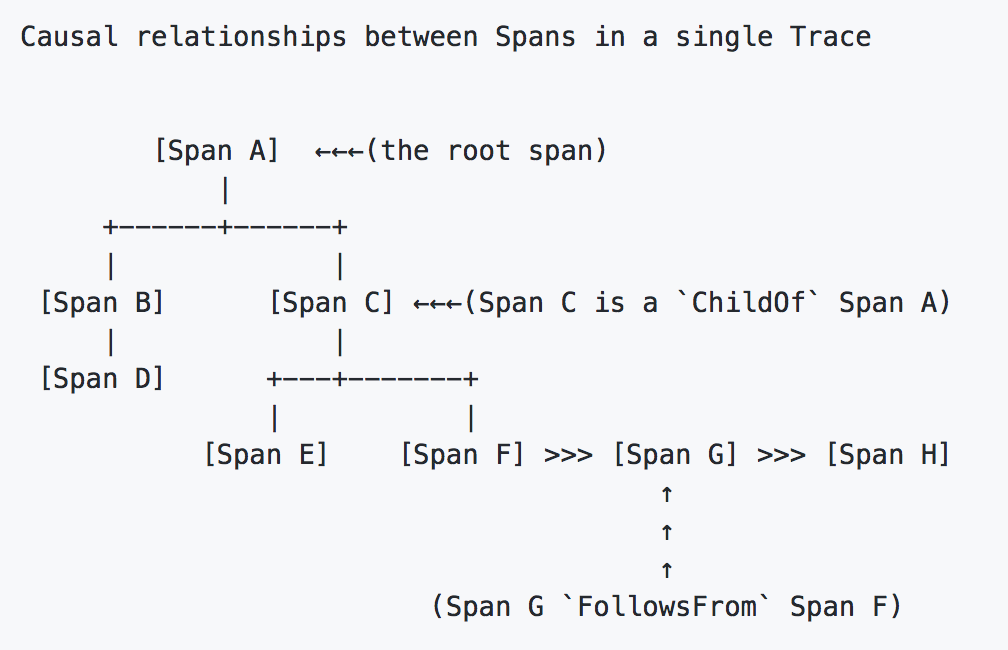 Causal relationships between Spans in a single Trace
[Span A] ←←←(the root span)
|
+------+------+
| |
[Span B] [Span C] ←←←(Span C is a `ChildOf` Span A)
| |
[Span D] +---+-------+
| |
[Span E] [Span F] >>> [Span G] >>> [Span H]
↑
↑
↑
(Span G `FollowsFrom` Span F)